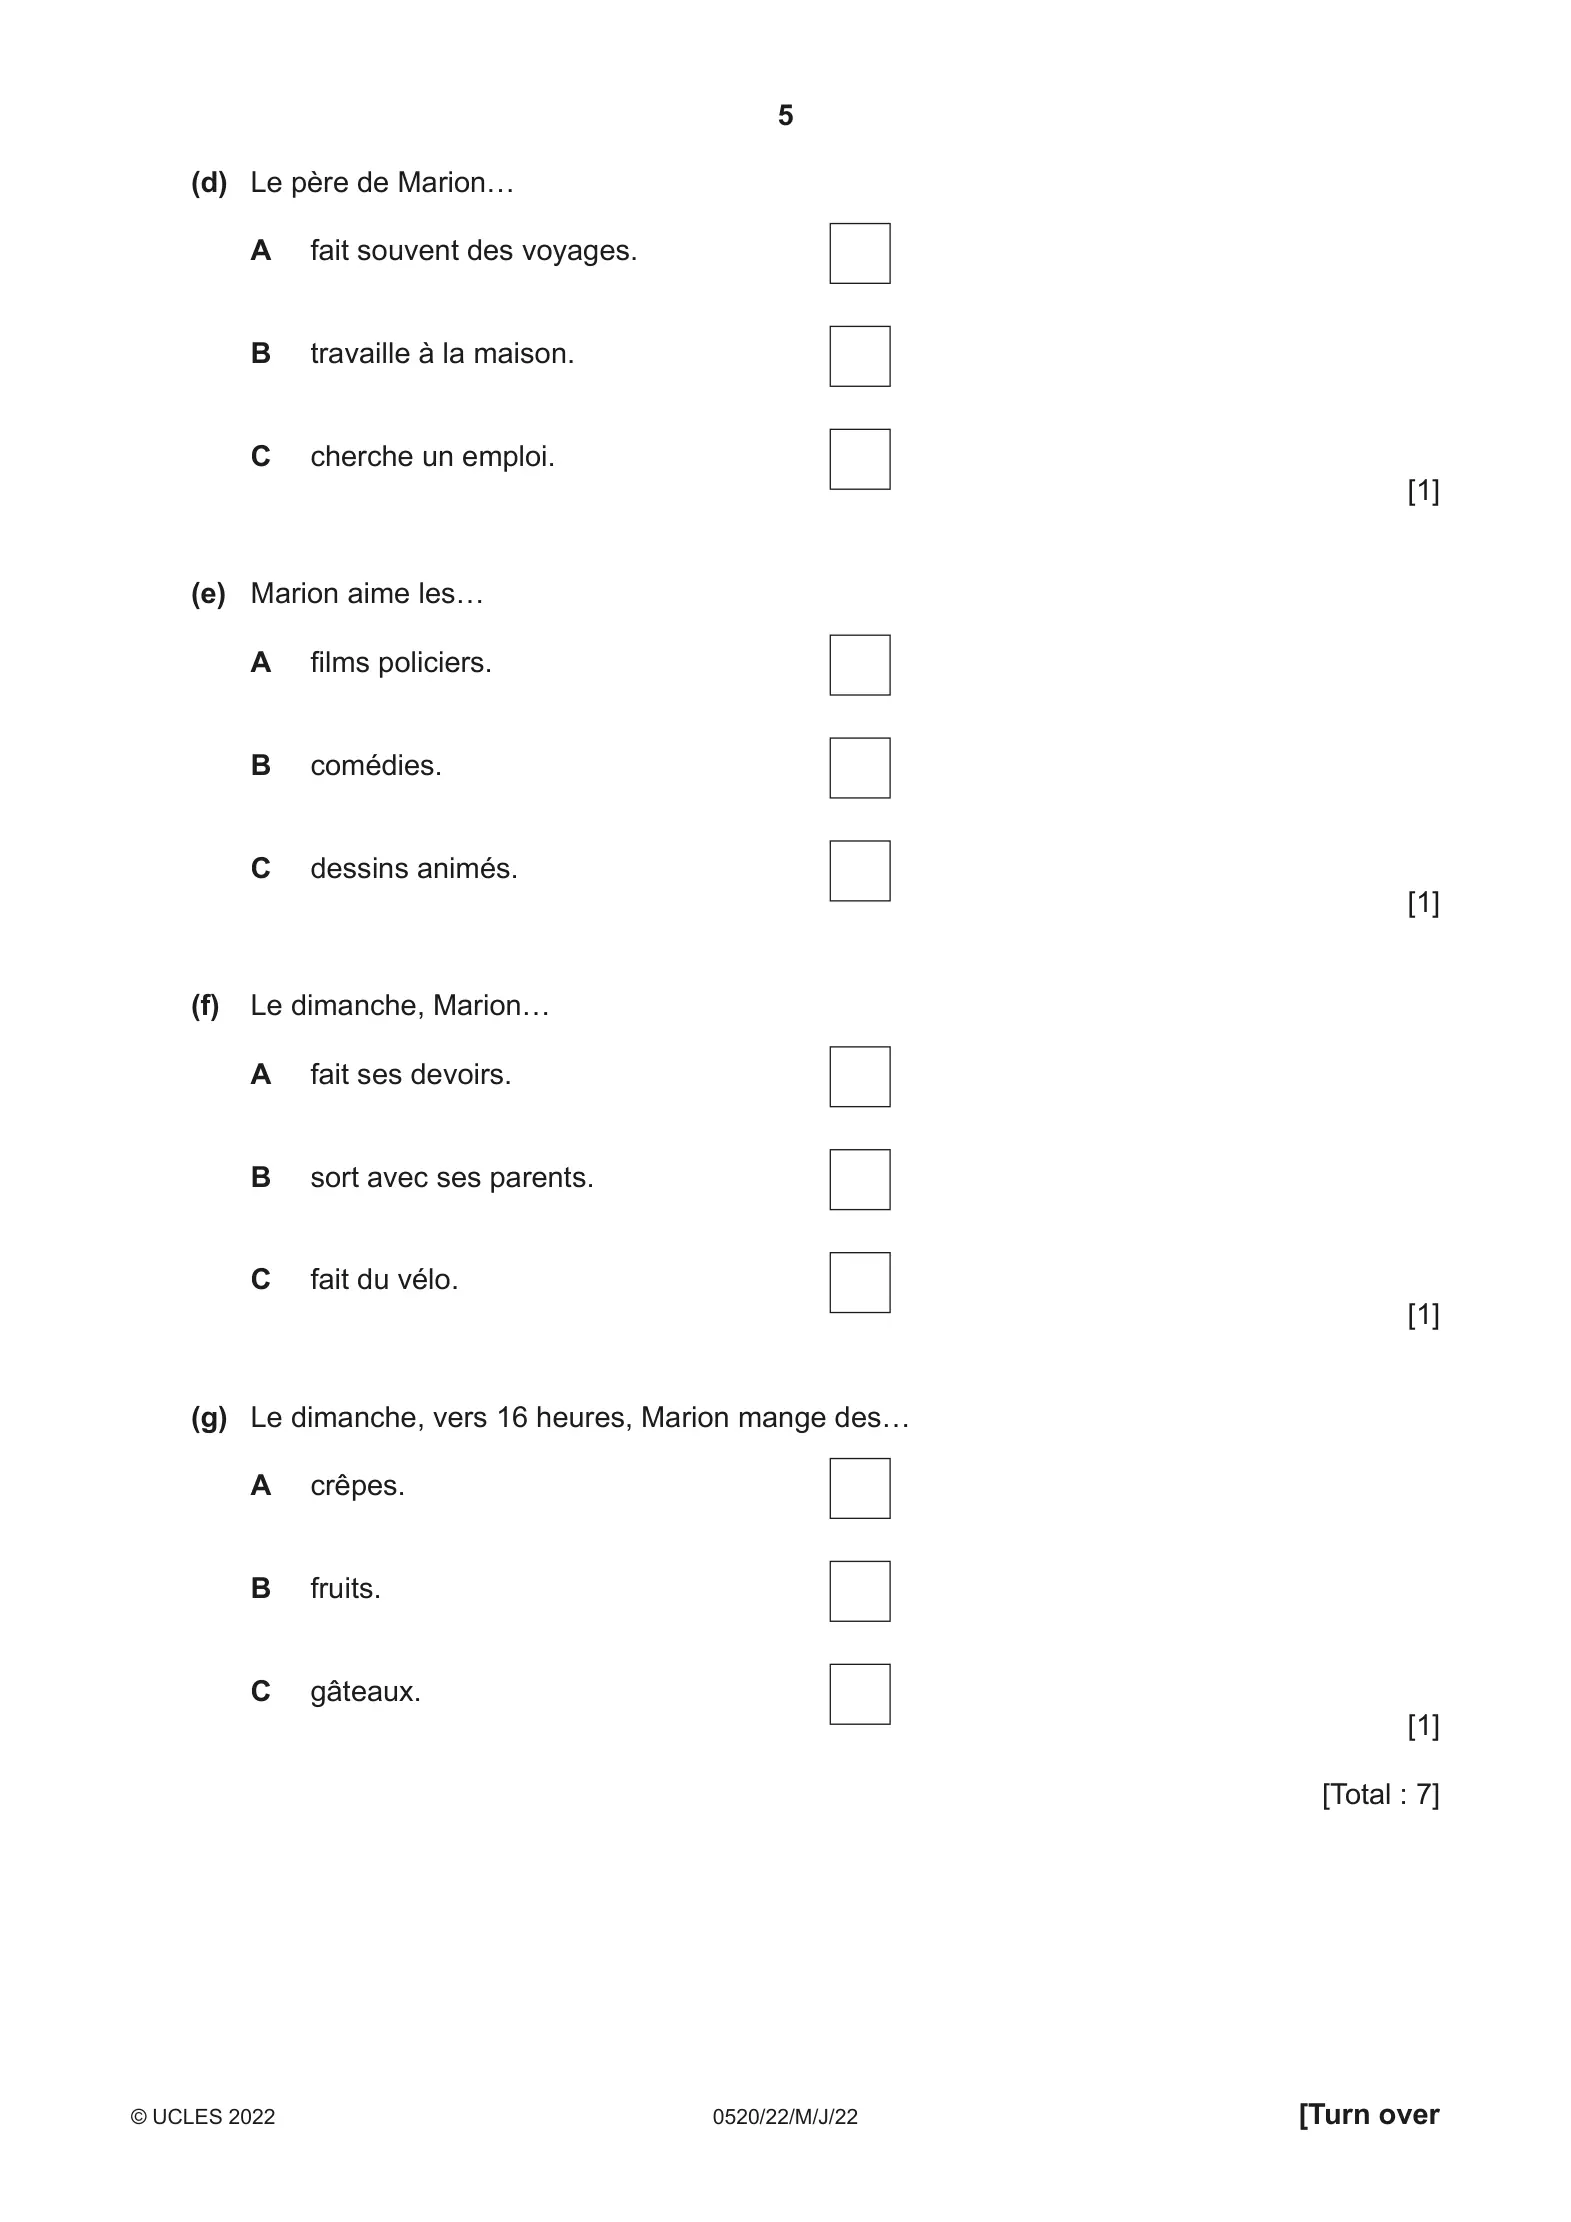 5
(d) Le père de Marion…
A fait souvent des voyages.
B travaille à la maison.
C cherche un emploi.
[1]
(e) Marion aime les…
A films policiers.
B comédies.
C dessins animés.
[1]
(f) Le dimanche, Marion…
A fait ses devoirs.
B sort avec ses parents.
C fait du vélo.
[1]
(g) Le dimanche, vers 16 heures, Marion mange des…
A crêpes.
B fruits.
C gâteaux.
[1]
[Total : 7]
© UCLES 2022 0520/22/M/J/22 [Turn over